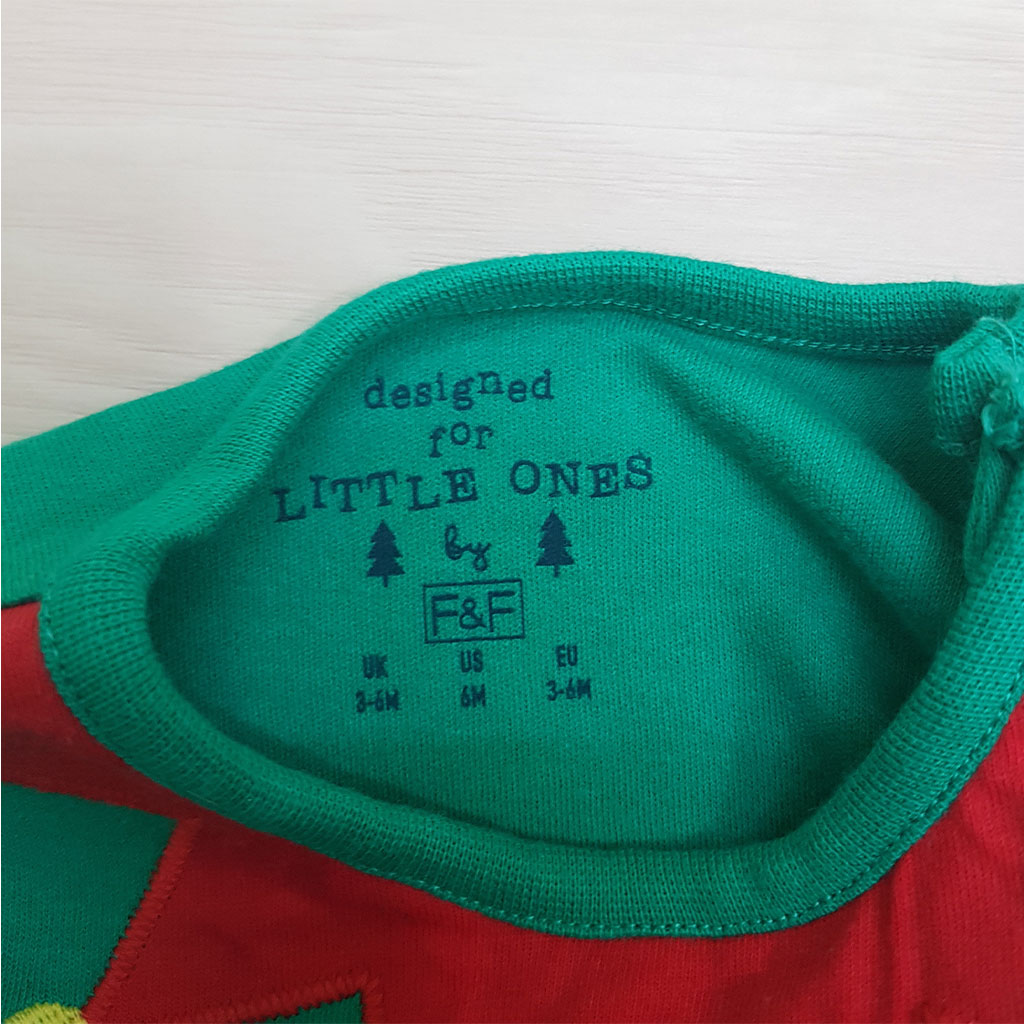 designed
for
LITTLE ONES
by
F&F
UK US EU
3-6M 6M 3-6M